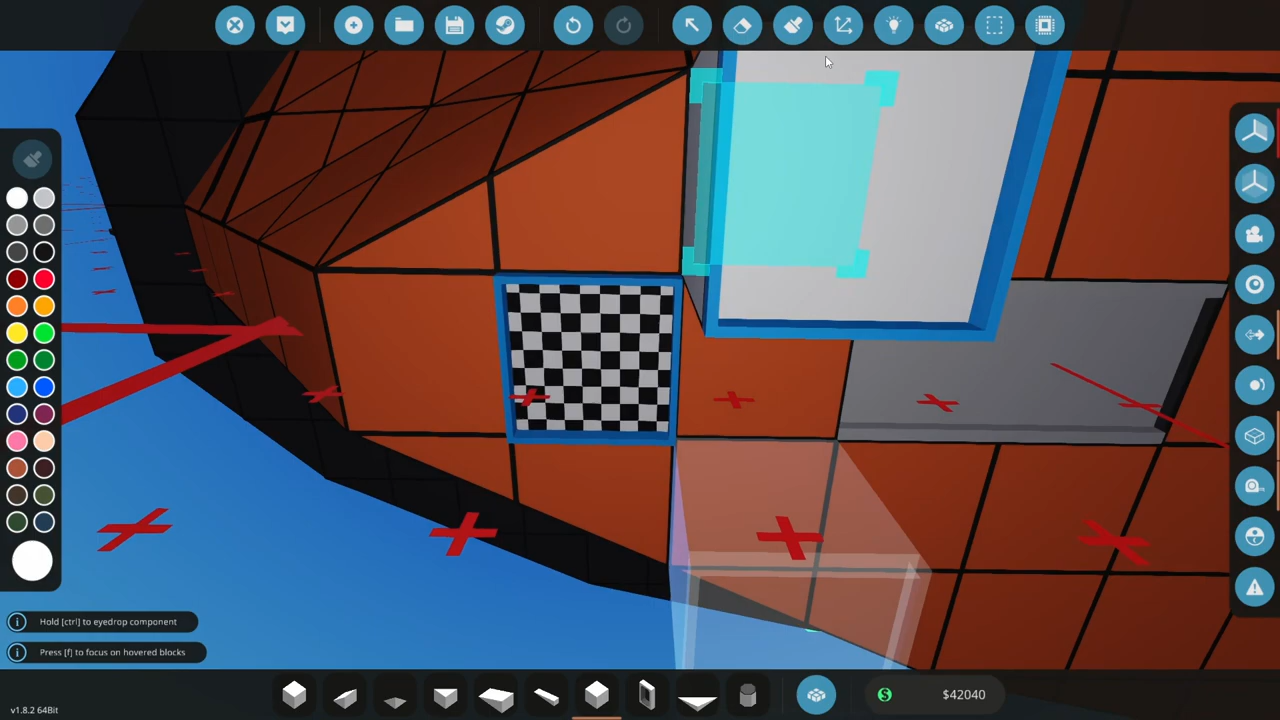 Hold [ctrl] to eyedrop component
Press [f] to focus on hovered blocks
$
$42040
v1.8.2 64Bit